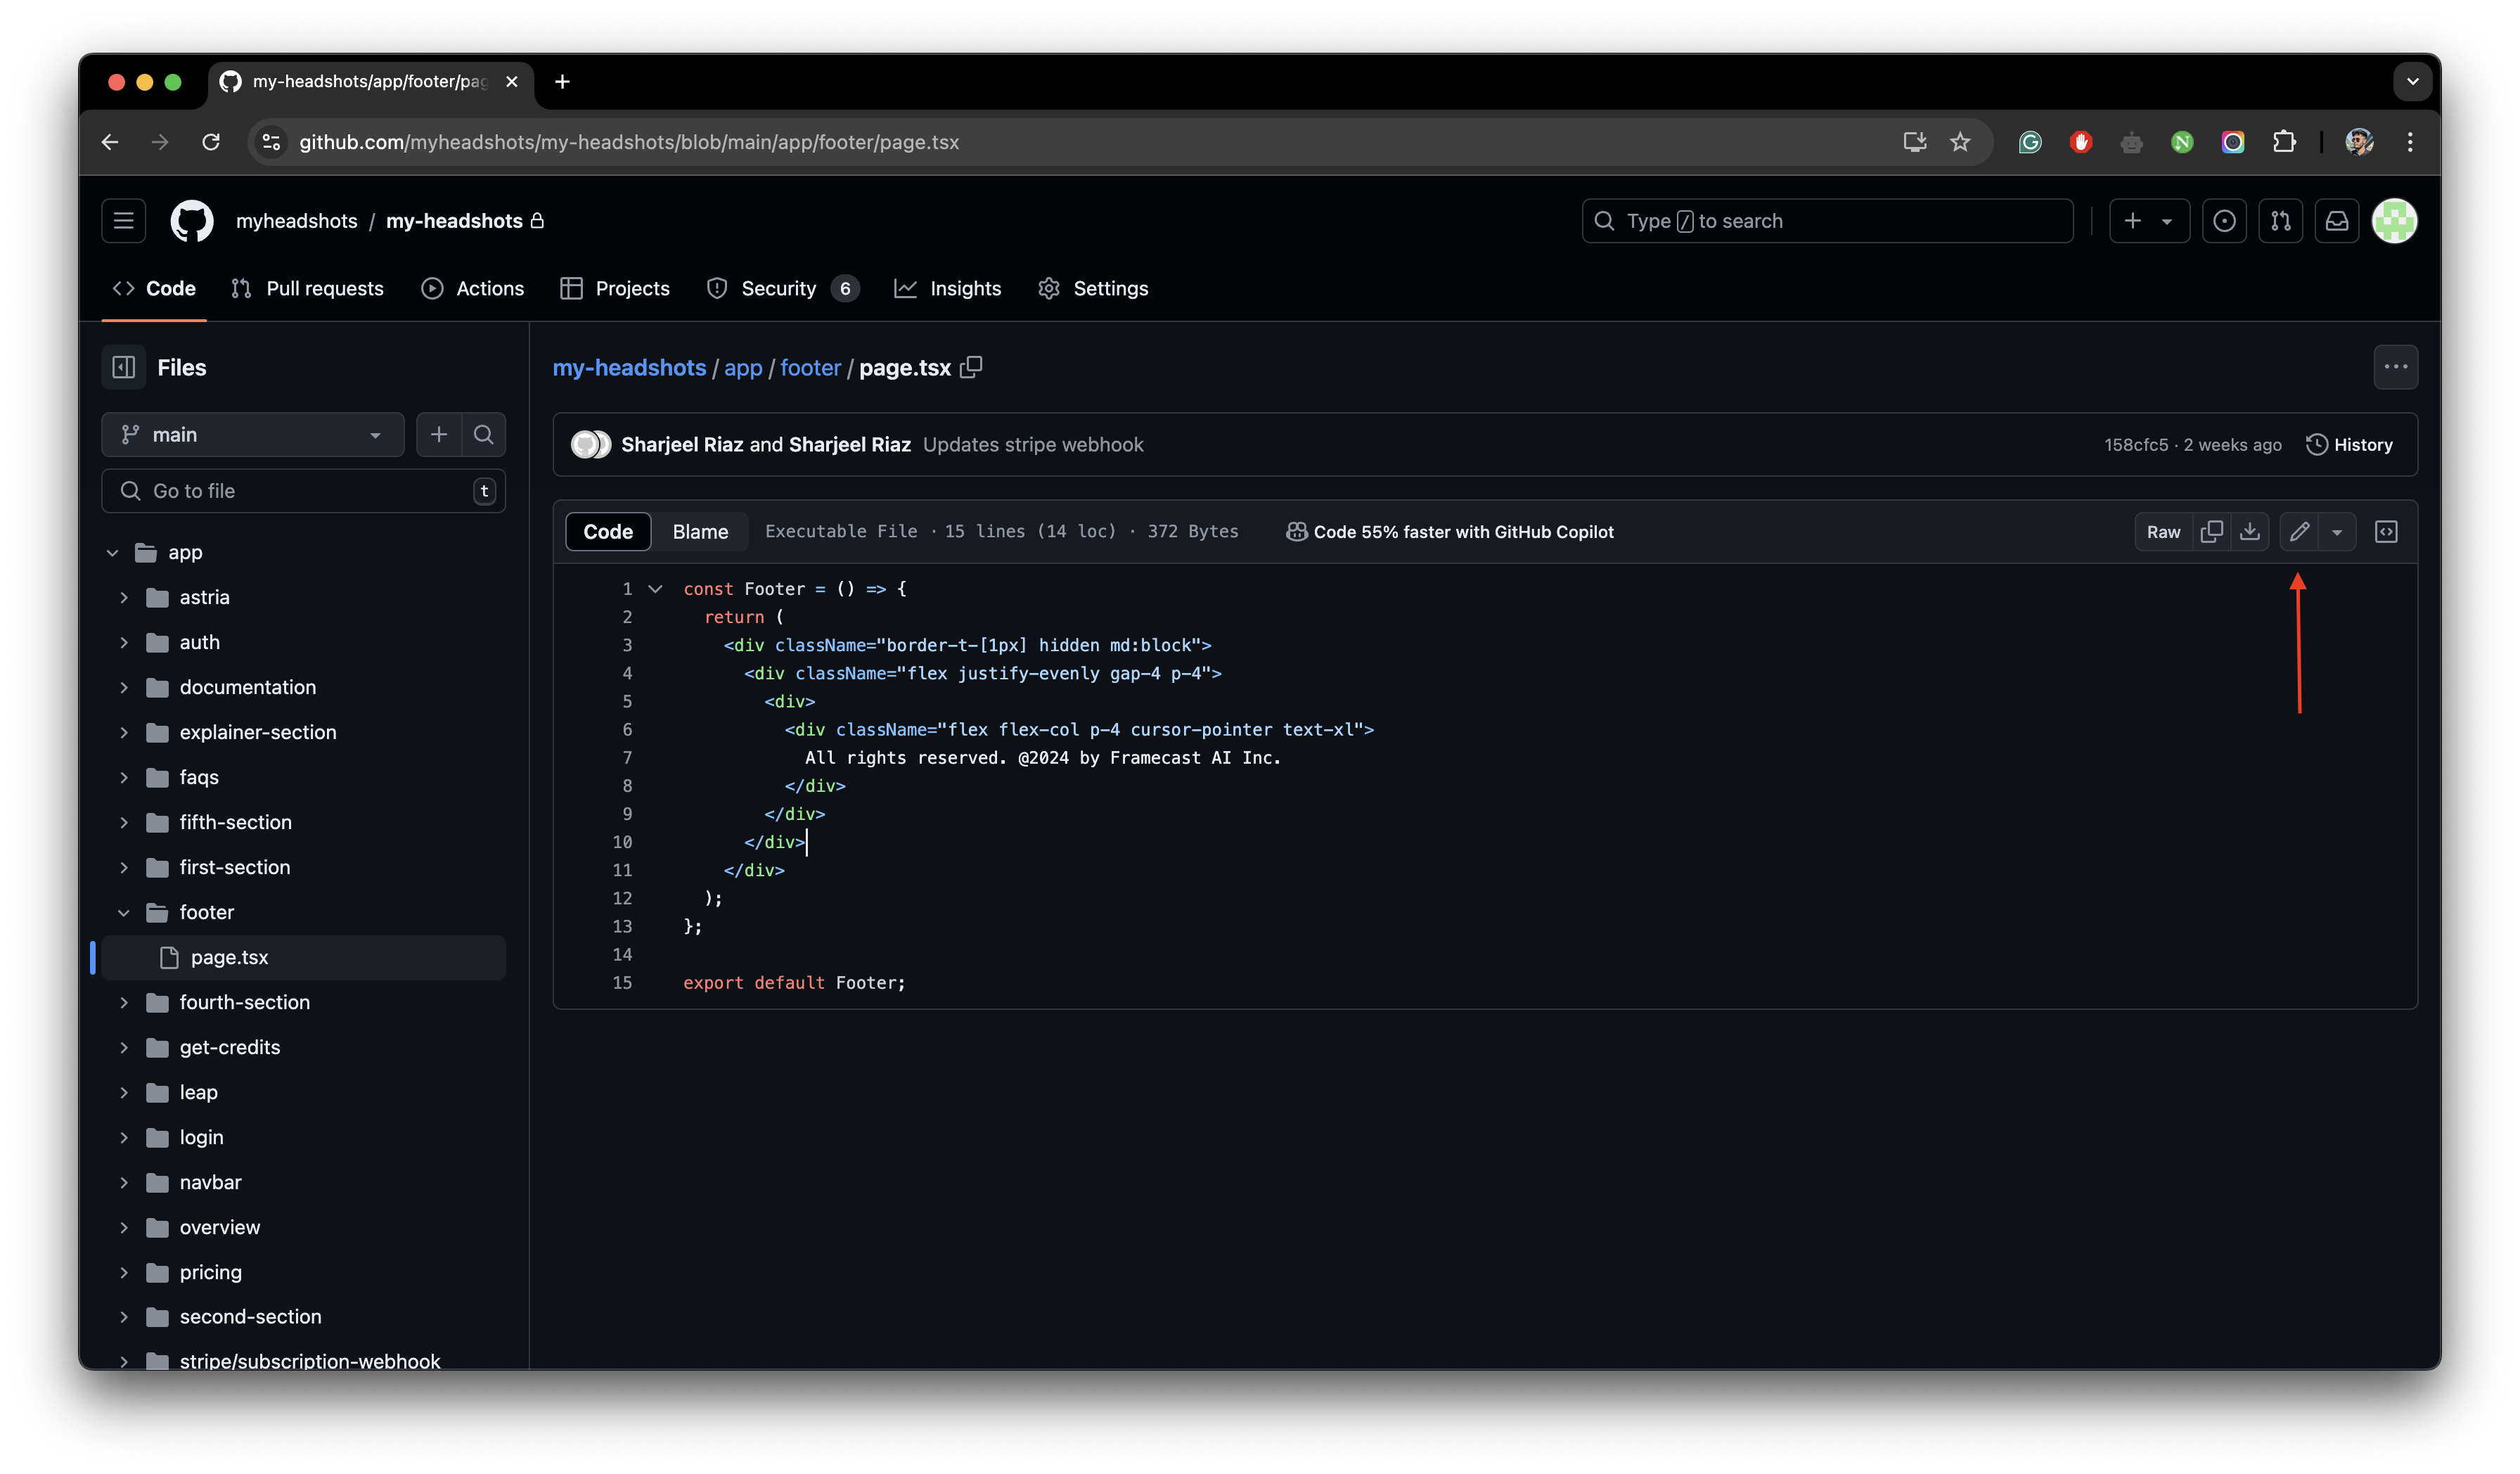 my-headshots/app/footer/pag
github.com/myheadshots/my-headshots/blob/main/app/footer/page.tsx
myheadshots / my-headshots
Type / to search
Code
Pull requests
Actions
Projects
Security 6
Insights
Settings
Files
main
Go to file t
app
astria
auth
documentation
explainer-section
faqs
fifth-section
first-section
footer
page.tsx
fourth-section
get-credits
leap
login
navbar
overview
pricing
second-section
stripe/subscription-webhook
my-headshots / app / footer / page.tsx
Sharjeel Riaz and Sharjeel Riaz Updates stripe webhook
158cfc5 · 2 weeks ago
History
Code
Blame
Executable File · 15 lines (14 loc) · 372 Bytes
Code 55% faster with GitHub Copilot
Raw
1 const Footer = () => {
2 return (
3 <div className="border-t-[1px] hidden md:block">
4 <div className="flex justify-evenly gap-4 p-4">
5 <div>
6 <div className="flex flex-col p-4 cursor-pointer text-xl">
7 All rights reserved. @2024 by Framecast AI Inc.
8 </div>
9 </div>
10 </div>
11 </div>
12 );
13 };
14
15 export default Footer;